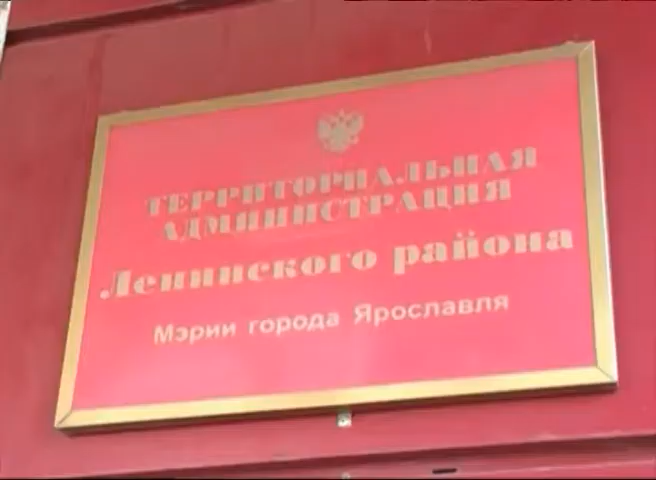 ТЕРРИТОРИАЛЬНАЯ
АДМИНИСТРАЦИЯ
Ленинского района
Мэрии города Ярославля